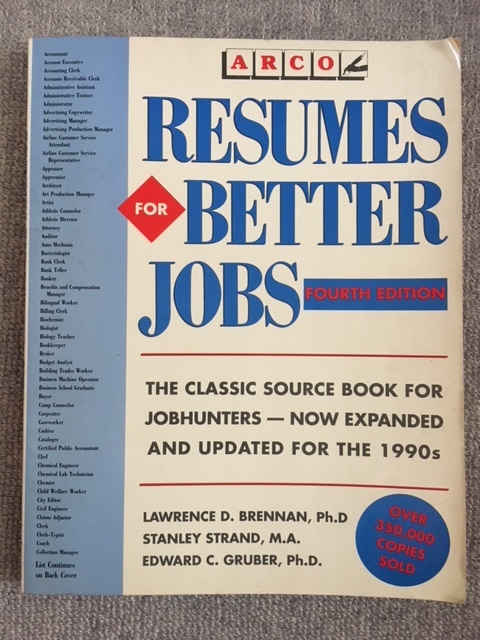 ARCO
RESUMES
FOR BETTER
JOBS
FOURTH EDITION
THE CLASSIC SOURCE BOOK FOR
JOBHUNTERS — NOW EXPANDED
AND UPDATED FOR THE 1990s
LAWRENCE D. BRENNAN, Ph.D
STANLEY STRAND, M.A.
EDWARD C. GRUBER, Ph.D.
OVER
350,000
COPIES
SOLD
Accountant
Account Executive
Accounting Clerk
Accounts Receivable Clerk
Administrative Assistant
Administrative Trainee
Administrator
Advertising Copywriter
Advertising Manager
Advertising Production Manager
Airline Customer Service
Attendant
Airline Customer Service
Representative
Appraiser
Apprentice
Architect
Art Production Manager
Artist
Athletic Counselor
Athletic Director
Attorney
Auditor
Auto Mechanic
Bacteriologist
Bank Clerk
Bank Teller
Banker
Benefits and Compensation
Manager
Bilingual Worker
Billing Clerk
Biochemist
Biologist
Biology Teacher
Bookkeeper
Broker
Budget Analyst
Building Trades Worker
Business Machine Operator
Business School Graduate
Buyer
Camp Counselor
Carpenter
Caseworker
Cashier
Cataloger
Certified Public Accountant
Chef
Chemical Engineer
Chemical Lab Technician
Chemist
Child Welfare Worker
City Editor
Civil Engineer
Claims Adjustor
Clerk
Clerk-Typist
Coach
Collection Manager
List Continues
on Back Cover